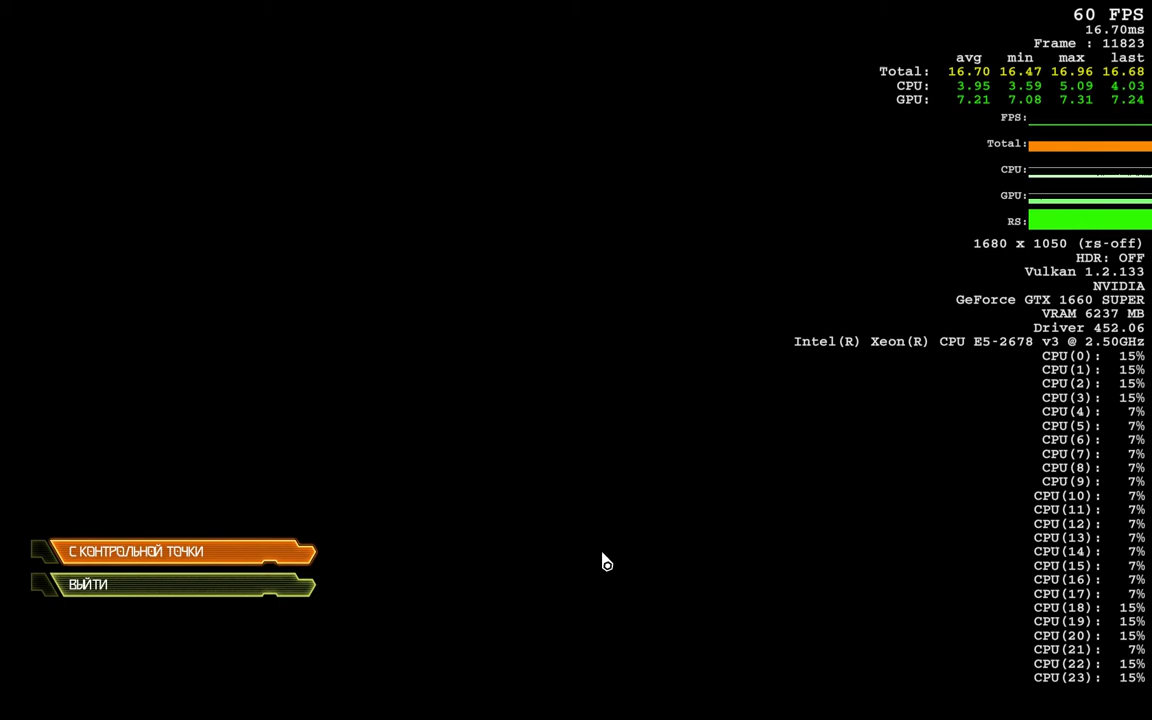 60 FPS
16.70ms
Frame : 11823
avg min max last
Total: 16.70 16.47 16.96 16.68
CPU: 3.95 3.59 5.09 4.03
GPU: 7.21 7.08 7.31 7.24
FPS:
Total:
CPU:
GPU:
RS:
1680 x 1050 (rs-off)
HDR: OFF
Vulkan 1.2.133
NVIDIA
GeForce GTX 1660 SUPER
VRAM 6237 MB
Driver 452.06
Intel(R) Xeon(R) CPU E5-2678 v3 @ 2.50GHz
CPU(0): 15%
CPU(1): 15%
CPU(2): 15%
CPU(3): 15%
CPU(4): 7%
CPU(5): 7%
CPU(6): 7%
CPU(7): 7%
CPU(8): 7%
CPU(9): 7%
CPU(10): 7%
CPU(11): 7%
CPU(12): 7%
CPU(13): 7%
CPU(14): 7%
CPU(15): 7%
CPU(16): 7%
CPU(17): 7%
CPU(18): 15%
CPU(19): 15%
CPU(20): 15%
CPU(21): 7%
CPU(22): 15%
CPU(23): 15%
С КОНТРОЛЬНОЙ ТОЧКИ
ВЫЙТИ